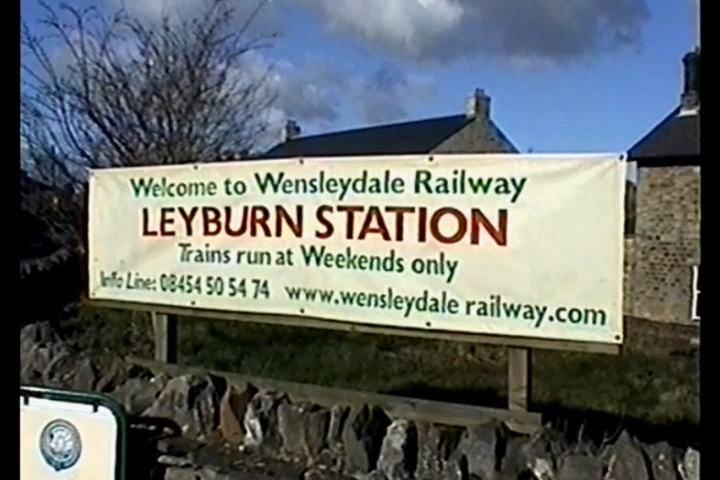 Welcome to Wensleydale Railway
LEYBURN STATION
Trains run at Weekends only
Info Line: 08454 50 54 74 www.wensleydale railway.com